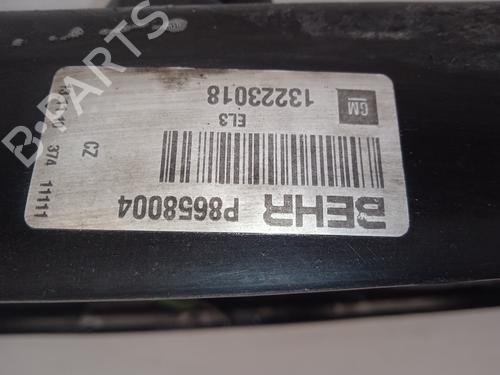 BEHR P8658004
EL3
CZ
GM 13223018
374 11111
B-PARTS